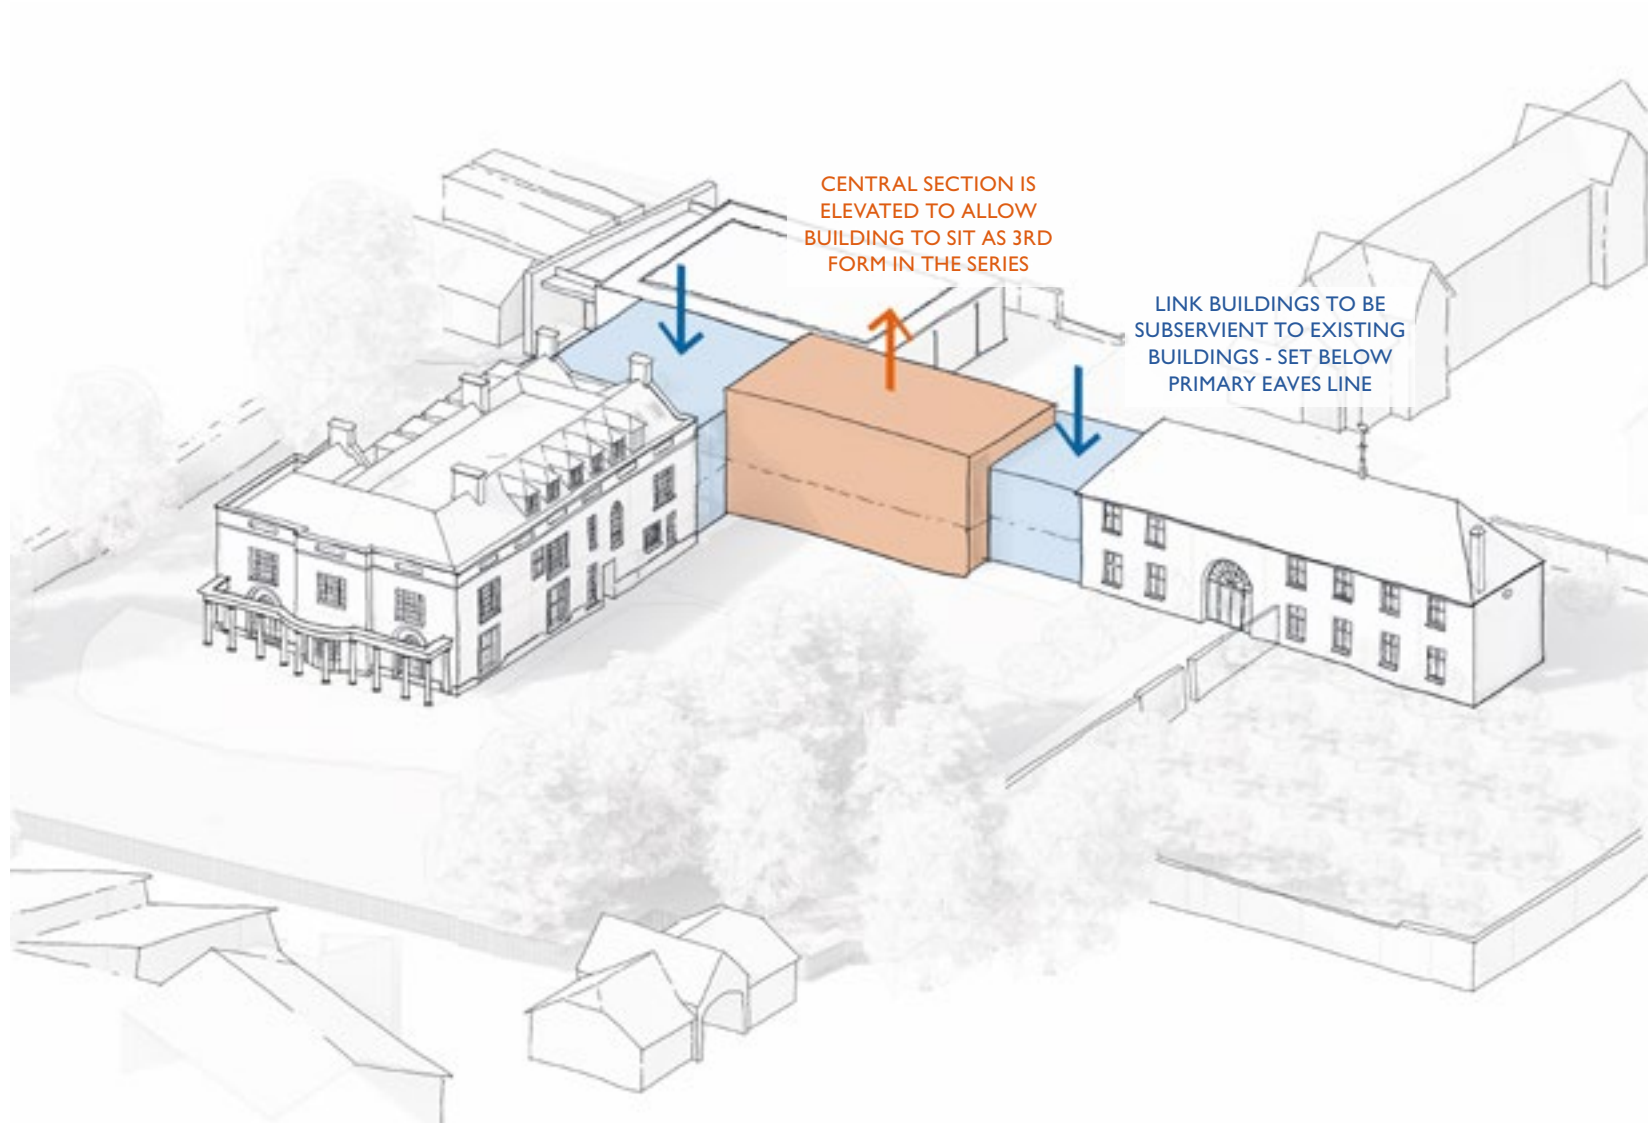 CENTRAL SECTION IS
ELEVATED TO ALLOW
BUILDING TO SIT AS 3RD
FORM IN THE SERIES
LINK BUILDINGS TO BE
SUBSERVIENT TO EXISTING
BUILDINGS - SET BELOW
PRIMARY EAVES LINE